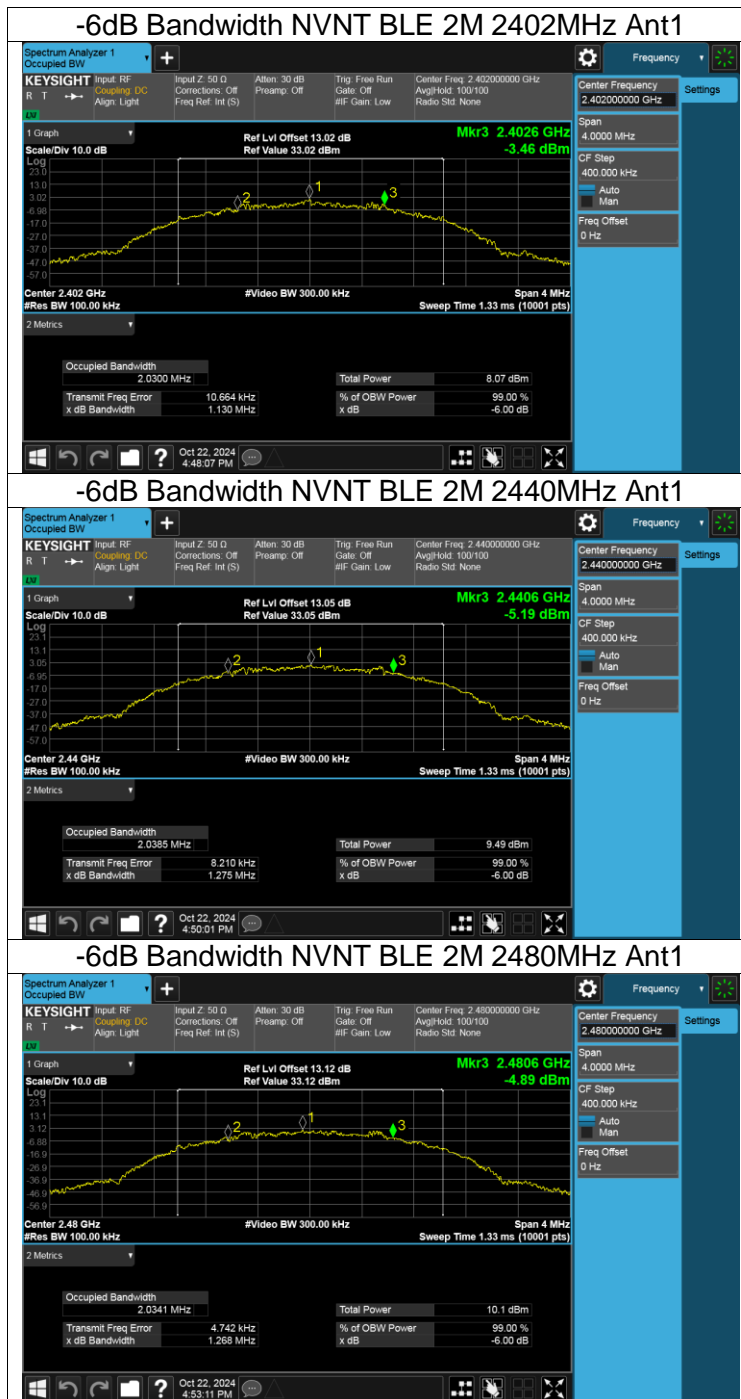 -6dB Bandwidth NVNT BLE 2M 2402MHz Ant1
Spectrum Analyzer 1
Occupied BW
+
Frequency
KEYSIGHT Input: RF Input Z: 50 Ω Atten: 30 dB Trig: Free Run Center Freq: 2.402000000 GHz
R T Coupling: DC Corrections: Off Preamp: Off Gate: Off Avg|Hold: 100/100
Align: Light Freq Ref: Int (S) #IF Gain: Low Radio Std: None
LXI
Center Frequency
2.402000000 GHz
Settings
Span
4.0000 MHz
CF Step
400.000 kHz
Auto
Man
Freq Offset
0 Hz
1 Graph
Ref Lvl Offset 13.02 dB
Mkr3 2.4026 GHz
Scale/Div 10.0 dB
Ref Value 33.02 dBm
-3.46 dBm
Log
23.0
13.0
3.02
-6.98
-17.0
-27.0
-37.0
-47.0
-57.0
2
1
3
Center 2.402 GHz #Video BW 300.00 kHz Span 4 MHz
#Res BW 100.00 kHz Sweep Time 1.33 ms (10001 pts)
2 Metrics
Occupied Bandwidth
2.0300 MHz Total Power 8.07 dBm
Transmit Freq Error 10.664 kHz % of OBW Power 99.00 %
x dB Bandwidth 1.130 MHz x dB -6.00 dB
? Oct 22, 2024
4:48:07 PM
-6dB Bandwidth NVNT BLE 2M 2440MHz Ant1
Spectrum Analyzer 1
Occupied BW
+
Frequency
KEYSIGHT Input: RF Input Z: 50 Ω Atten: 30 dB Trig: Free Run Center Freq: 2.440000000 GHz
R T Coupling: DC Corrections: Off Preamp: Off Gate: Off Avg|Hold: 100/100
Align: Light Freq Ref: Int (S) #IF Gain: Low Radio Std: None
LXI
Center Frequency
2.440000000 GHz
Settings
Span
4.0000 MHz
CF Step
400.000 kHz
Auto
Man
Freq Offset
0 Hz
1 Graph
Ref Lvl Offset 13.05 dB
Mkr3 2.4406 GHz
Scale/Div 10.0 dB
Ref Value 33.05 dBm
-5.19 dBm
Log
23.1
13.1
3.05
-6.95
-17.0
-27.0
-37.0
-47.0
-57.0
2
1
3
Center 2.44 GHz #Video BW 300.00 kHz Span 4 MHz
#Res BW 100.00 kHz Sweep Time 1.33 ms (10001 pts)
2 Metrics
Occupied Bandwidth
2.0385 MHz Total Power 9.49 dBm
Transmit Freq Error 8.210 kHz % of OBW Power 99.00 %
x dB Bandwidth 1.275 MHz x dB -6.00 dB
? Oct 22, 2024
4:50:01 PM
-6dB Bandwidth NVNT BLE 2M 2480MHz Ant1
Spectrum Analyzer 1
Occupied BW
+
Frequency
KEYSIGHT Input: RF Input Z: 50 Ω Atten: 30 dB Trig: Free Run Center Freq: 2.480000000 GHz
R T Coupling: DC Corrections: Off Preamp: Off Gate: Off Avg|Hold: 100/100
Align: Light Freq Ref: Int (S) #IF Gain: Low Radio Std: None
LXI
Center Frequency
2.480000000 GHz
Settings
Span
4.0000 MHz
CF Step
400.000 kHz
Auto
Man
Freq Offset
0 Hz
1 Graph
Ref Lvl Offset 13.12 dB
Mkr3 2.4806 GHz
Scale/Div 10.0 dB
Ref Value 33.12 dBm
-4.89 dBm
Log
23.1
13.1
3.12
-6.88
-16.9
-26.9
-36.9
-46.9
-56.9
2
1
3
Center 2.48 GHz #Video BW 300.00 kHz Span 4 MHz
#Res BW 100.00 kHz Sweep Time 1.33 ms (10001 pts)
2 Metrics
Occupied Bandwidth
2.0341 MHz Total Power 10.1 dBm
Transmit Freq Error 4.742 kHz % of OBW Power 99.00 %
x dB Bandwidth 1.268 MHz x dB -6.00 dB
? Oct 22, 2024
4:53:11 PM